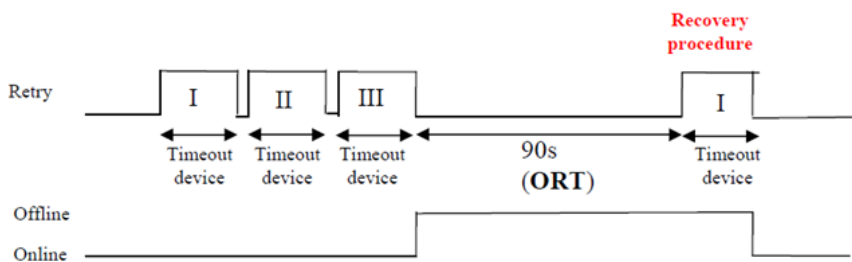 Recovery
procedure
Retry
I
II
III
I
Timeout
device
Timeout
device
Timeout
device
90s
(ORT)
Timeout
device
Offline
Online